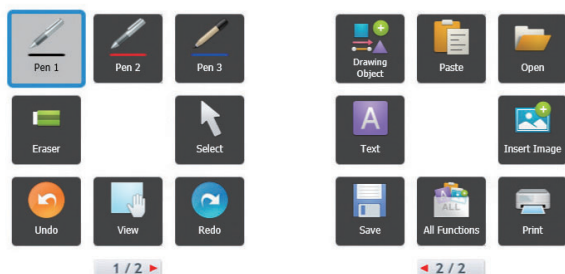 Pen 1
Pen 2
Pen 3
Eraser
Select
Undo
View
Redo
1 / 2
Drawing
Object
Paste
Open
A
Text
Insert Image
Save
ALL
All Functions
Print
2 / 2